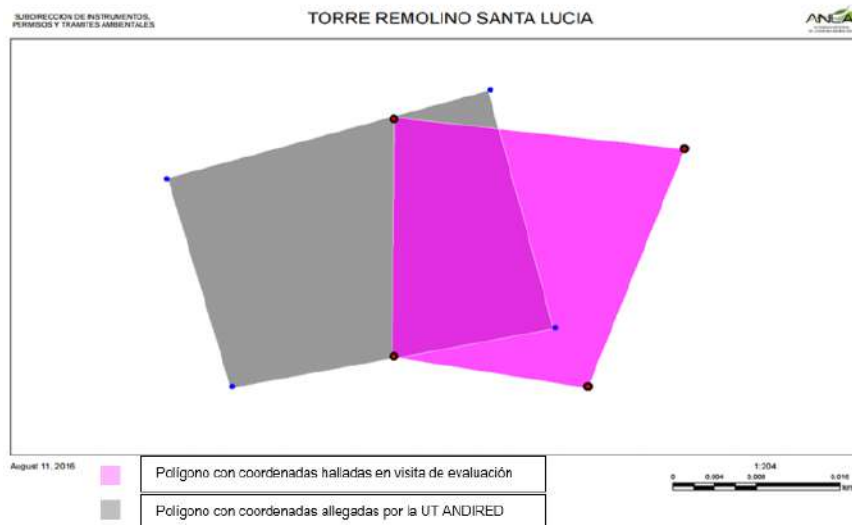 SUBDIRECCION DE INSTRUMENTOS,
PERMISOS Y TRAMITES AMBIENTALES
TORRE REMOLINO SANTA LUCIA
ANLA
August 11, 2016
Polígono con coordenadas halladas en visita de evaluación
Polígono con coordenadas allegadas por la UT ANDIRED
1:204
0 0.004 0.008 0.016